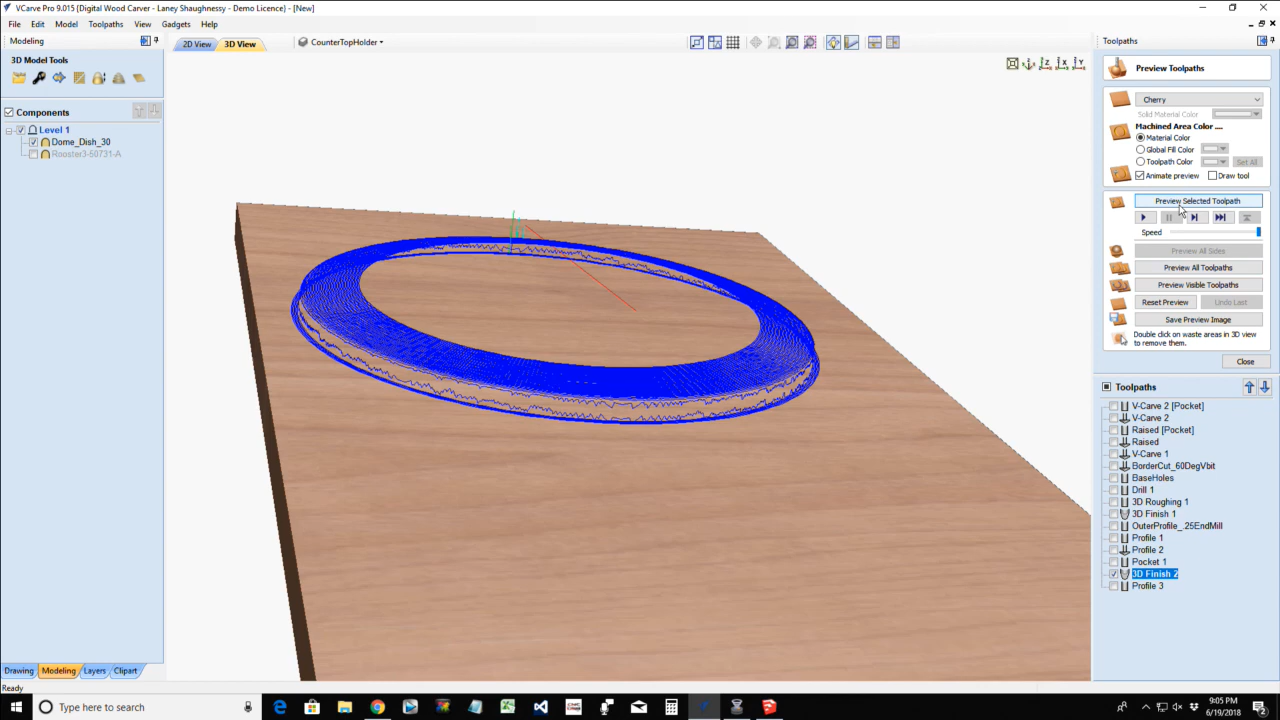 VCarve Pro 9.015 {Digital Wood Carver - Laney Shaughnessy - Demo Licence} - [New]
File Edit Model Toolpaths View Gadgets Help
Modeling
3D Model Tools
Components
Level 1
Dome_Dish_30
Rooster3-50731-A
2D View 3D View CounterTopHolder
Z X Y
Toolpaths
Preview Toolpaths
Cherry
Solid Material Color
Machined Area Color ....
Material Color
Global Fill Color
Toolpath Color Set All
Animate preview Draw tool
Preview Selected Toolpath
Speed
Preview All Sides
Preview All Toolpaths
Preview Visible Toolpaths
Reset Preview Undo Last
Save Preview Image
Double click on waste areas in 3D view
to remove them.
Close
Toolpaths
V-Carve 2 [Pocket]
V-Carve 2
Raised [Pocket]
Raised
V-Carve 1
BorderCut_60DegVbit
BaseHoles
Drill 1
3D Roughing 1
3D Finish 1
OuterProfile_.25EndMill
Profile 1
Profile 2
Pocket 1
3D Finish 2
Profile 3
Drawing Modeling Layers Clipart
Ready
Type here to search
9:05 PM
6/19/2018
2